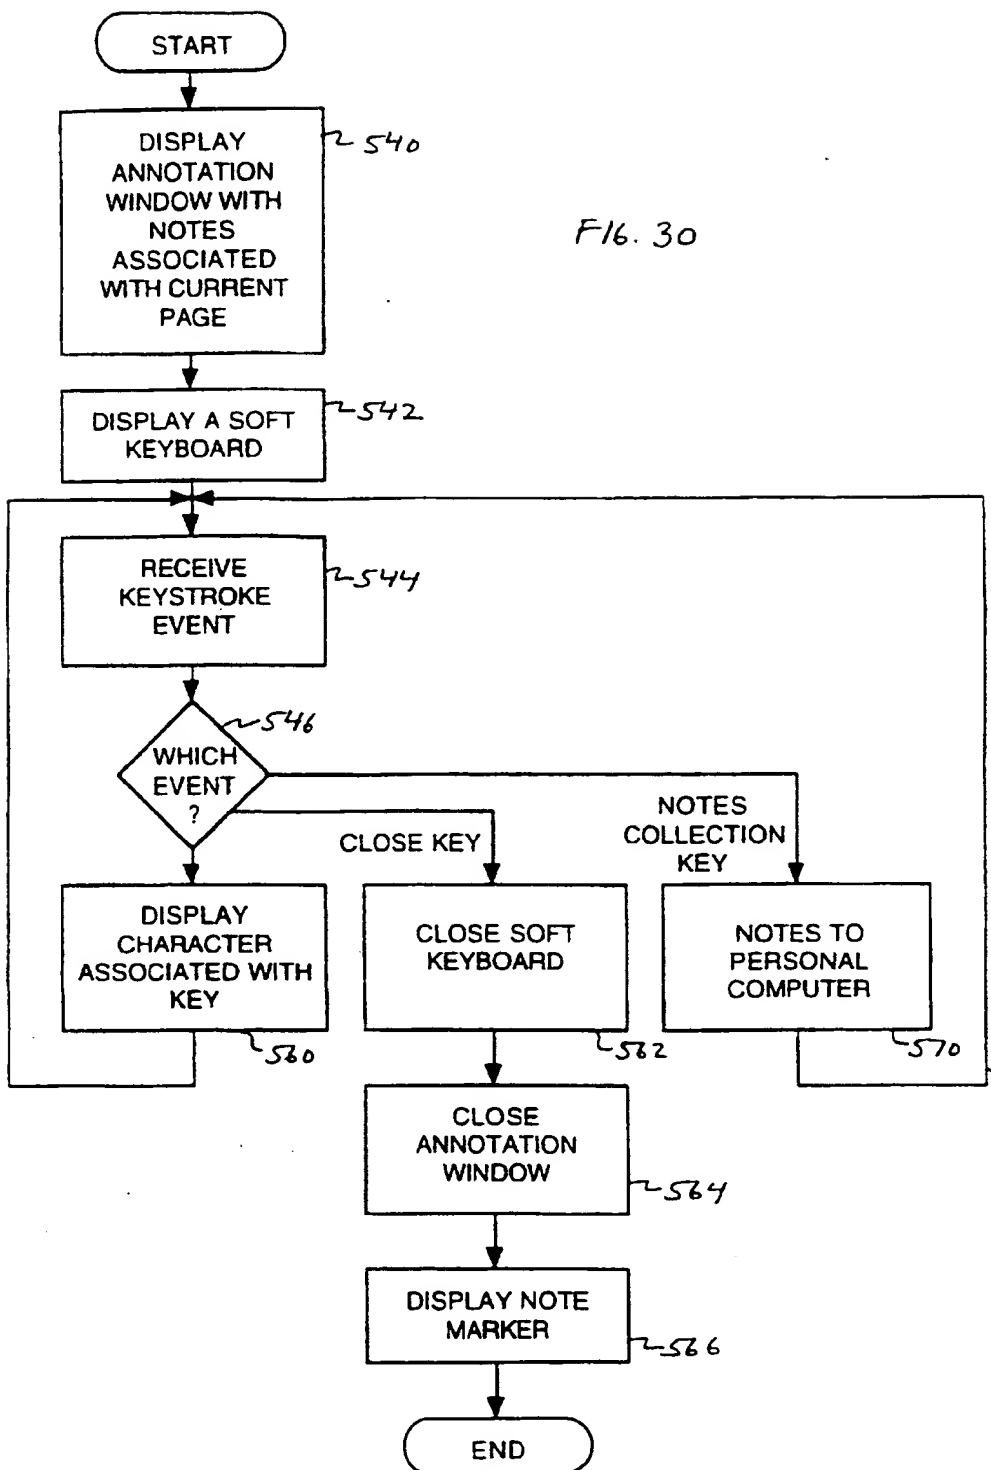 START
DISPLAY
ANNOTATION
WINDOW WITH
NOTES
ASSOCIATED
WITH CURRENT
PAGE
540
FIG. 30
DISPLAY A SOFT
KEYBOARD
542
RECEIVE
KEYSTROKE
EVENT
544
WHICH
EVENT
?
546
CLOSE KEY
NOTES
COLLECTION
KEY
DISPLAY
CHARACTER
ASSOCIATED WITH
KEY
560
CLOSE SOFT
KEYBOARD
562
NOTES TO
PERSONAL
COMPUTER
570
CLOSE
ANNOTATION
WINDOW
564
DISPLAY NOTE
MARKER
566
END